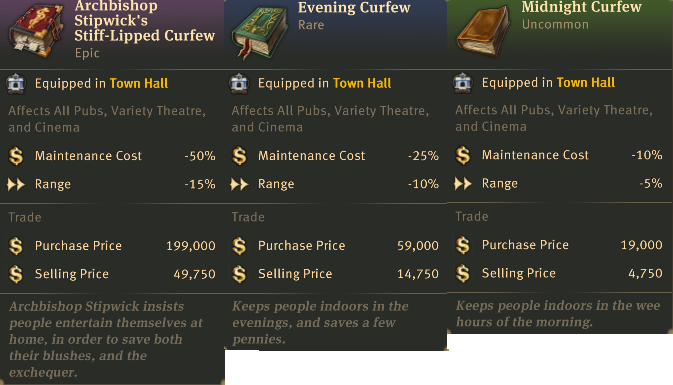 Archbishop
Stipwick's
Stiff-Lipped Curfew
Epic
Equipped in Town Hall
Affects All Pubs, Variety Theatre,
and Cinema
Maintenance Cost -50%
Range -15%
Trade
Purchase Price 199,000
Selling Price 49,750
Archbishop Stipwick insists
people entertain themselves at
home, in order to save both
their blushes, and the
exchequer.
Evening Curfew
Rare
Equipped in Town Hall
Affects All Pubs, Variety Theatre,
and Cinema
Maintenance Cost -25%
Range -10%
Trade
Purchase Price 59,000
Selling Price 14,750
Keeps people indoors in the
evenings, and saves a few
pennies.
Midnight Curfew
Uncommon
Equipped in Town Hall
Affects All Pubs, Variety Theatre,
and Cinema
Maintenance Cost -10%
Range -5%
Trade
Purchase Price 19,000
Selling Price 4,750
Keeps people indoors in the wee
hours of the morning.